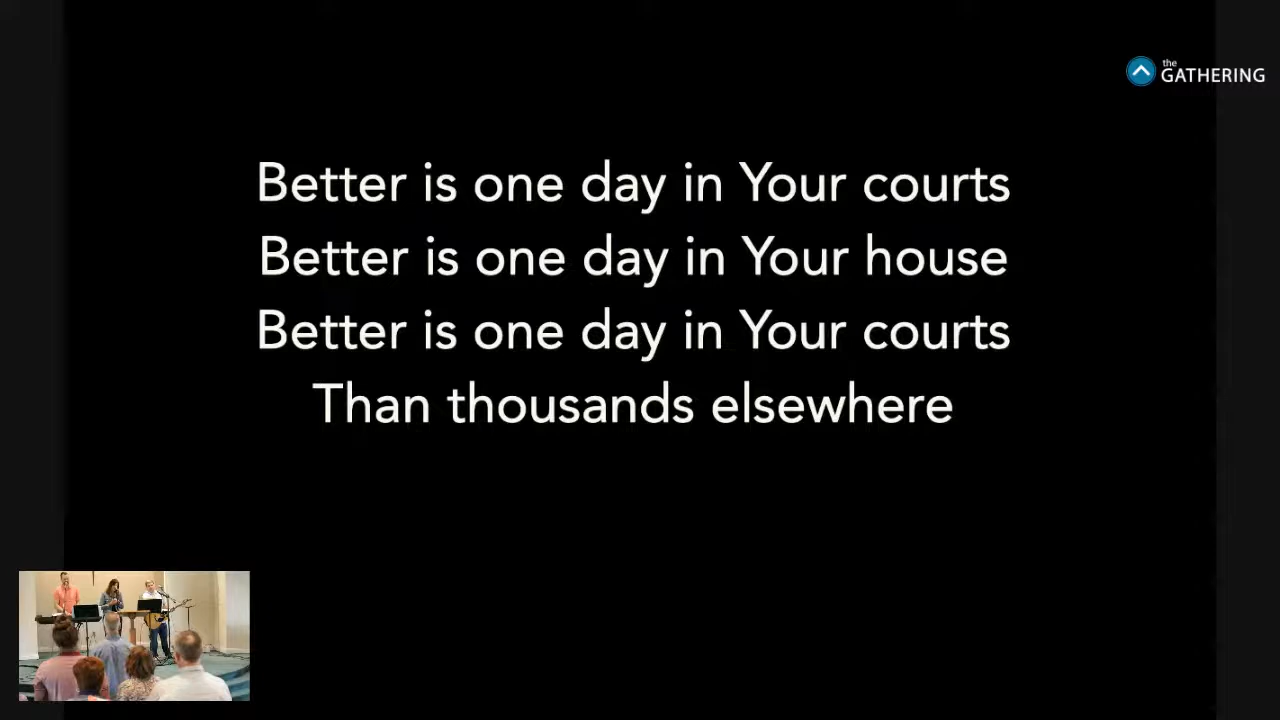 the
GATHERING
Better is one day in Your courts
Better is one day in Your house
Better is one day in Your courts
Than thousands elsewhere